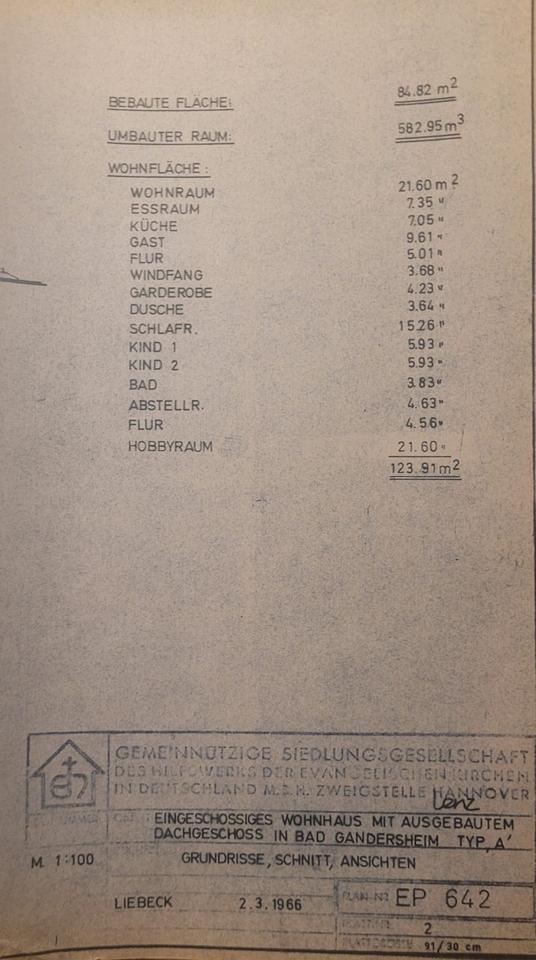 BEBAUTE FLÄCHE: 84.82 m²
UMBAUTER RAUM: 582.95 m³
WOHNFLÄCHE:
WOHNRAUM 21.60 m²
ESSRAUM 7.35 "
KÜCHE 7.05 "
GAST 9.61 "
FLUR 5.01 "
WINDFANG 3.68 "
GARDEROBE 4.23 "
DUSCHE 3.64 "
SCHLAFR. 15.26 "
KIND 1 5.93 "
KIND 2 5.93 "
BAD 3.83 "
ABSTELLR. 4.63 "
FLUR 4.56 "
HOBBYRAUM 21.60 "
123.91 m²
GEMEINNÜTZIGE SIEDLUNGSGESELLSCHAFT
DES HILFSWERKS DER EVANGELISCHEN KIRCHEN
IN DEUTSCHLAND M.B.H. ZWEIGSTELLE HANNOVER
Lenz
EINGESCHOSSIGES WOHNHAUS MIT AUSGEBAUTEM
DACHGESCHOSS IN BAD GANDERSHEIM TYP „A'
M. 1:100 GRUNDRISSE, SCHNITT, ANSICHTEN
LIEBECK 2.3.1966 PLAN-NR. EP 642
2
PLATTGRÖSSE 91/30 cm